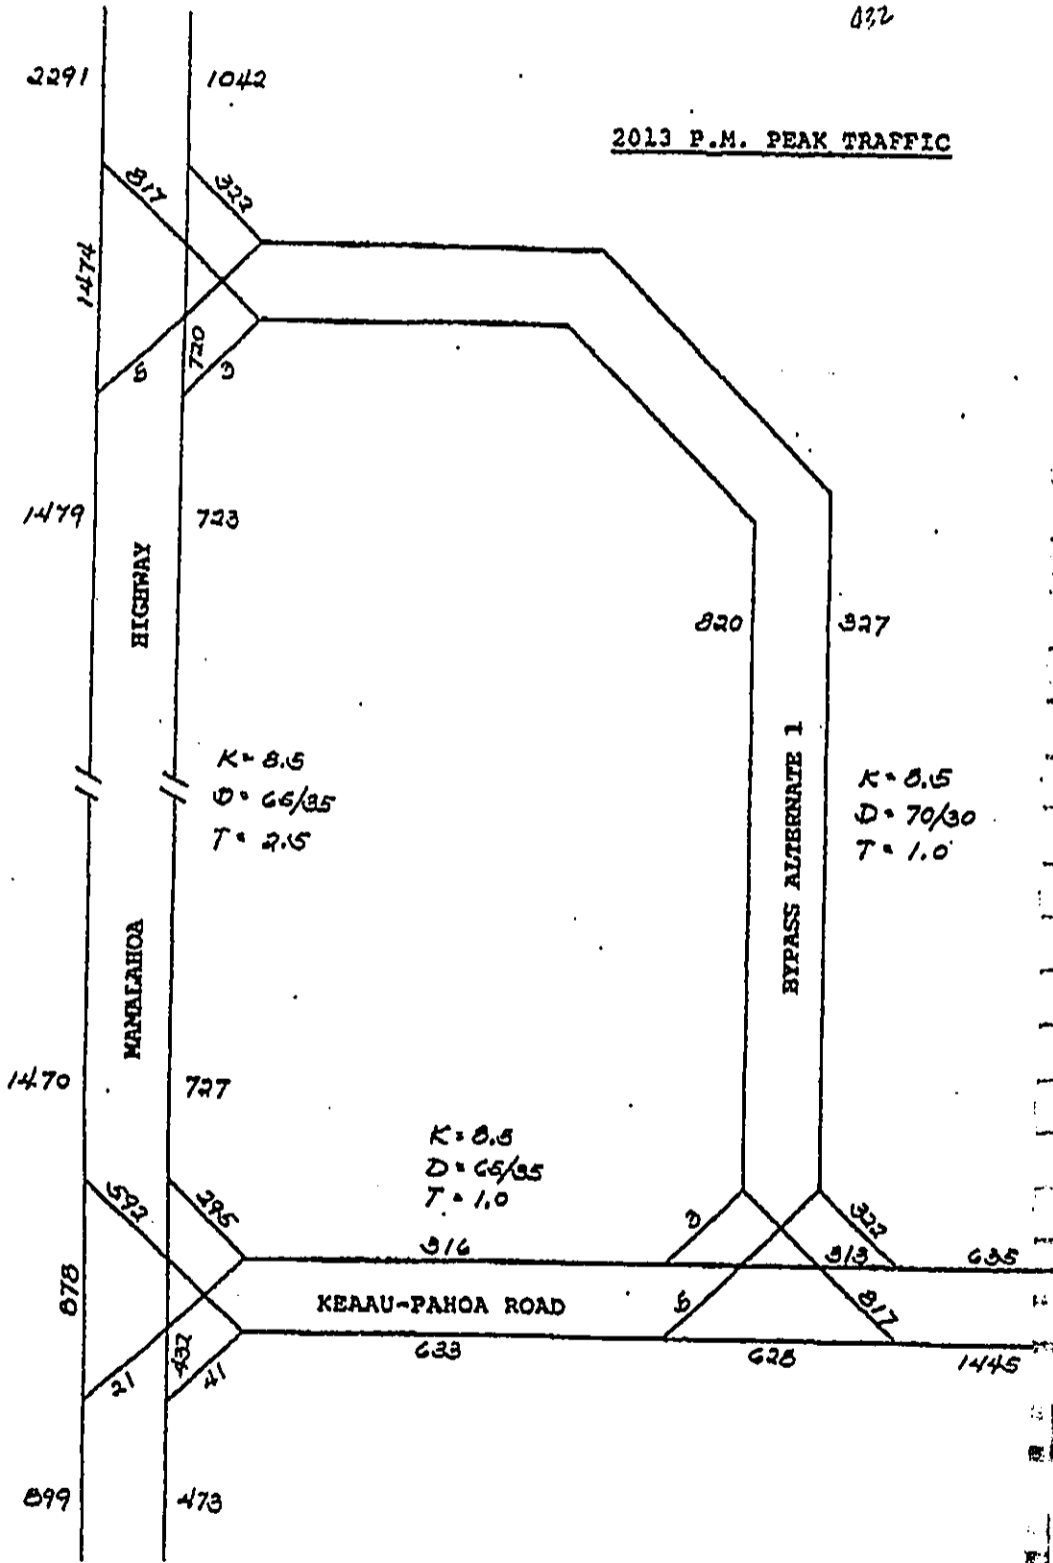 2291
1042
2013 P.M. PEAK TRAFFIC
817
322
1474
720
5
3
1479
723
HIGHWAY
820
327
K = 8.5
D = 65/35
T = 2.5
BYPASS ALTERNATE 1
K = 8.5
D = 70/30
T = 1.0
MAMALAHOA
1470
727
K = 8.5
D = 65/35
T = 1.0
592
295
3
322
316
313
635
878
KEAAU-PAHOA ROAD
5
817
432
633
628
1445
21
41
899
473